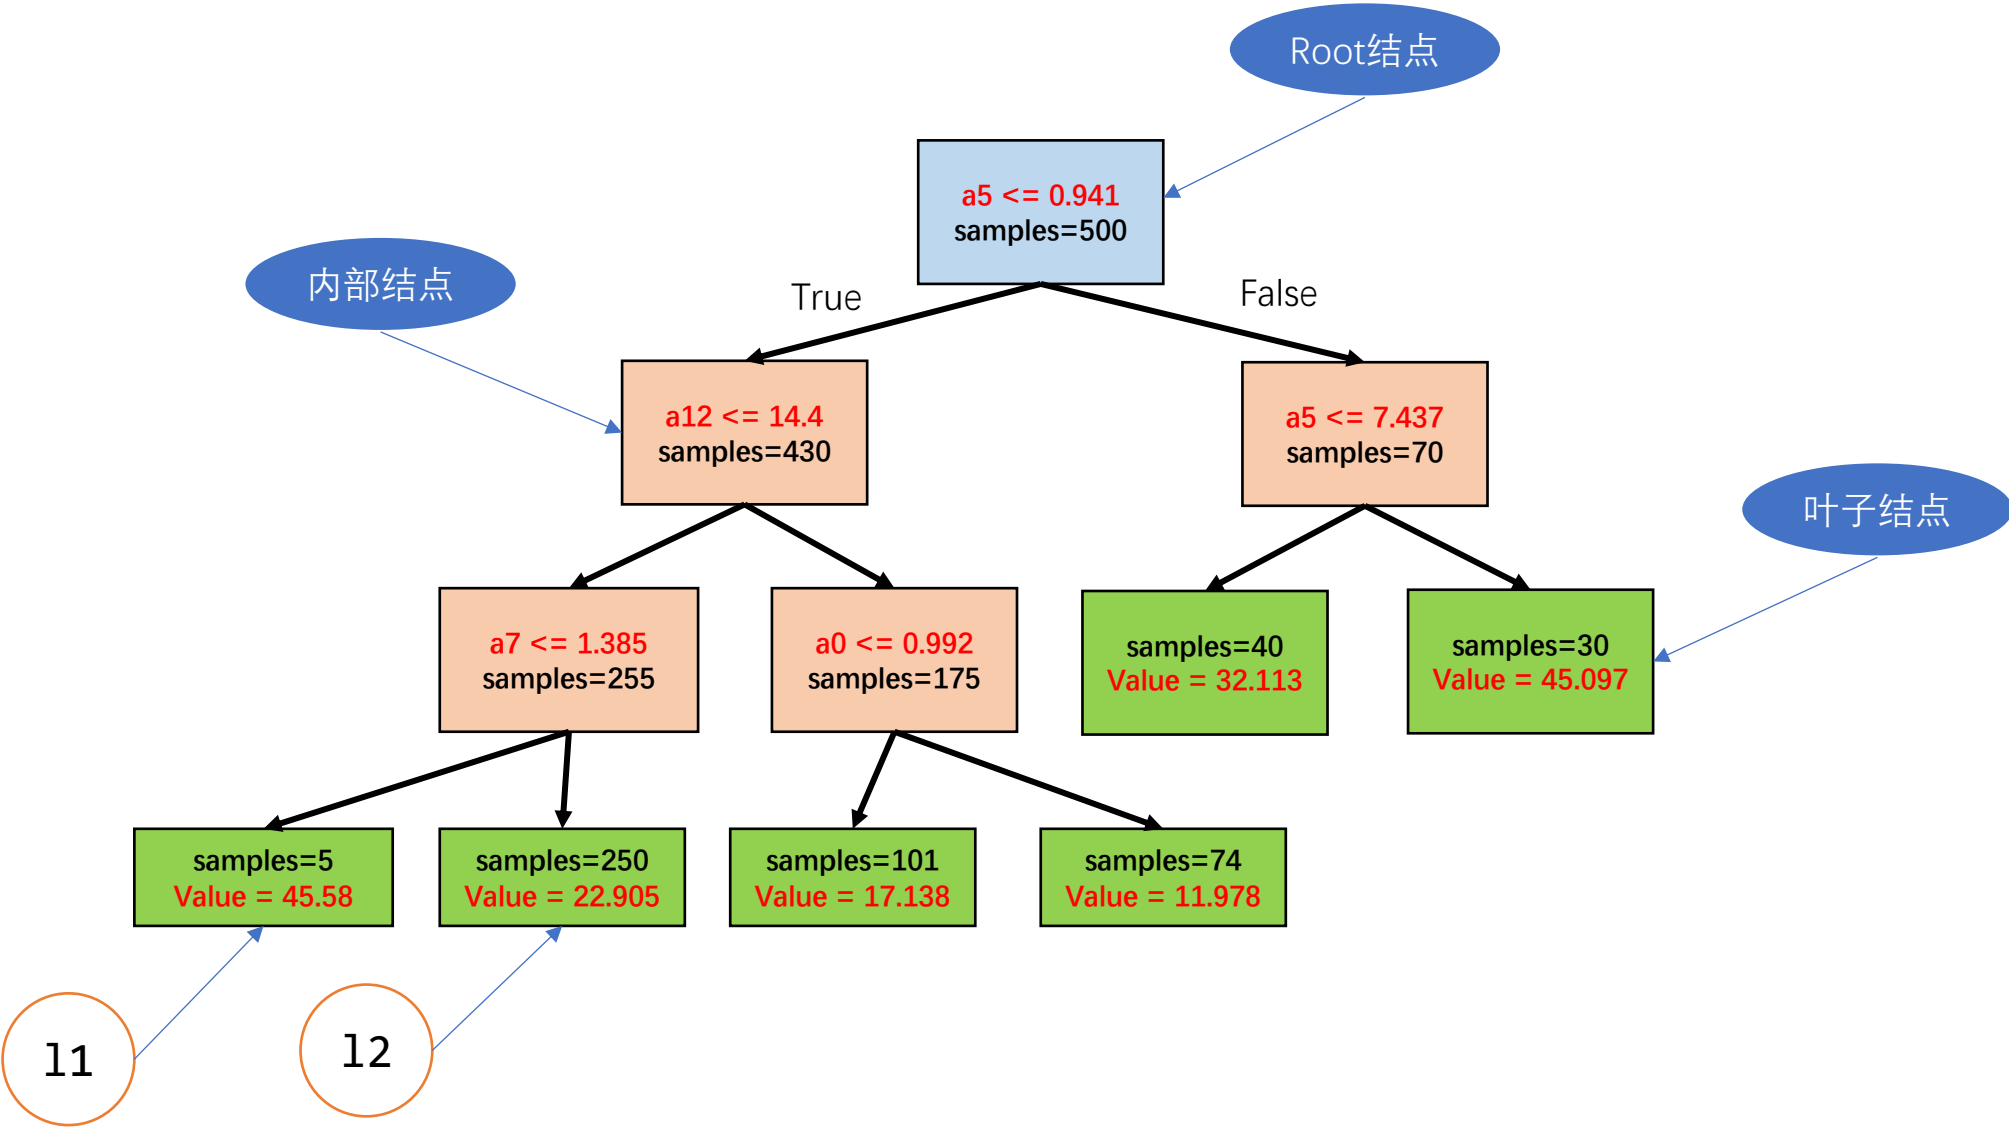 Root结点
a5 <= 0.941
samples=500
内部结点
True
False
a12 <= 14.4
samples=430
a5 <= 7.437
samples=70
叶子结点
a7 <= 1.385
samples=255
a0 <= 0.992
samples=175
samples=40
Value = 32.113
samples=30
Value = 45.097
samples=5
Value = 45.58
samples=250
Value = 22.905
samples=101
Value = 17.138
samples=74
Value = 11.978
l1
l2